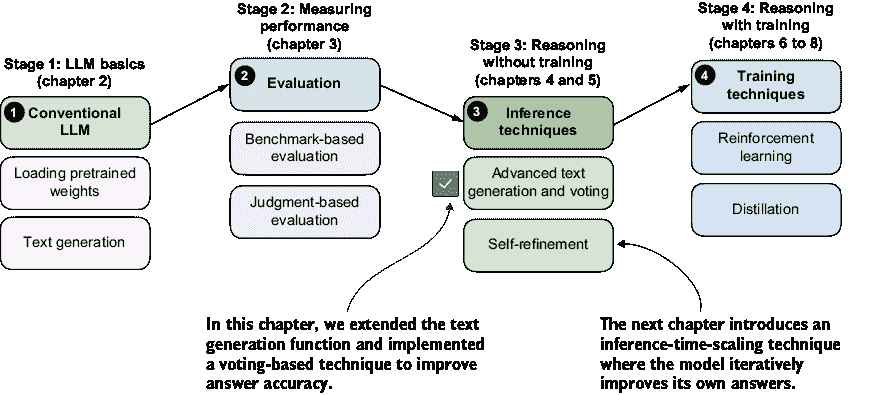 Stage 1: LLM basics
(chapter 2)
1
Conventional
LLM
Loading pretrained
weights
Text generation
Stage 2: Measuring
performance
(chapter 3)
2
Evaluation
Benchmark-based
evaluation
Judgment-based
evaluation
Stage 3: Reasoning
without training
(chapters 4 and 5)
3
Inference
techniques
Advanced text
generation and voting
Self-refinement
Stage 4: Reasoning
with training
(chapters 6 to 8)
4
Training
techniques
Reinforcement
learning
Distillation
In this chapter, we extended the text
generation function and implemented
a voting-based technique to improve
answer accuracy.
The next chapter introduces an
inference-time-scaling technique
where the model iteratively
improves its own answers.